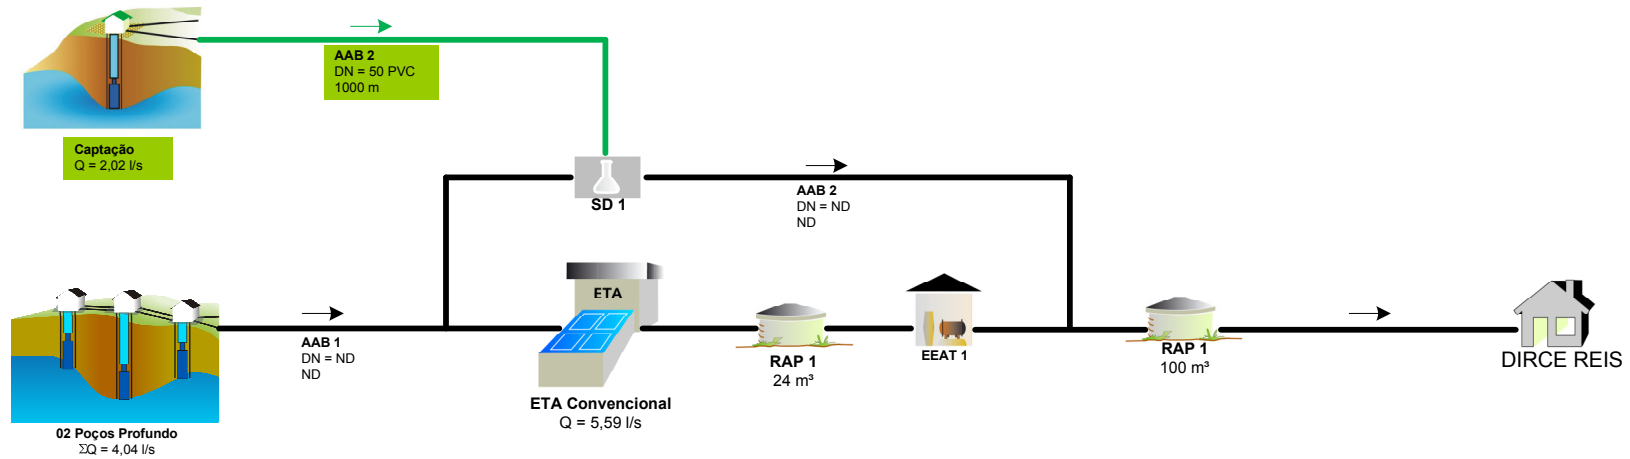 AAB 2
DN = 50 PVC
1000 m
Captação
Q = 2,02 l/s
SD 1
AAB 2
DN = ND
ND
ETA
AAB 1
DN = ND
ND
RAP 1
24 m³
EEAT 1
RAP 1
100 m³
DIRCE REIS
ETA Convencional
Q = 5,59 l/s
02 Poços Profundo
ΣQ = 4,04 l/s